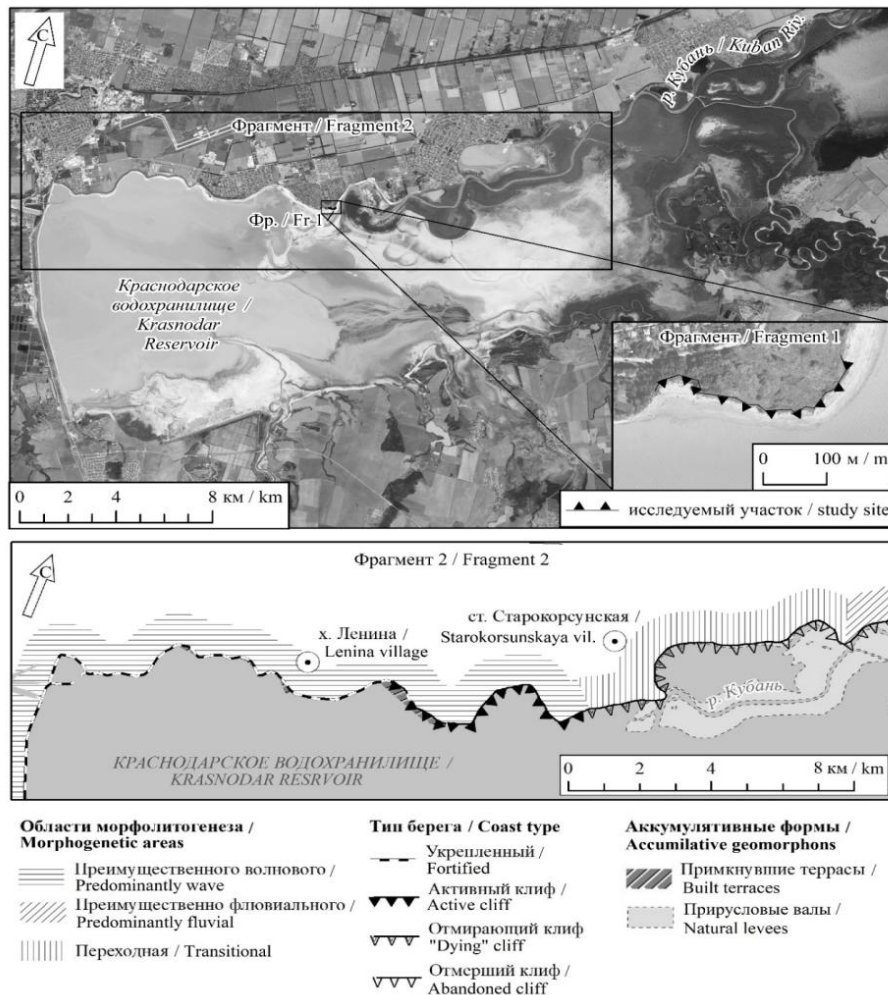 С
р. Кубань / Kuban Riv.
Фрагмент / Fragment 2
Фр. / Fr 1
Краснодарское
водохранилище /
Krasnodar
Reservoir
Фрагмент / Fragment 1
0 100 м / m
0 2 4 8 км / km
исследуемый участок / study site
Фрагмент 2 / Fragment 2
С
х. Ленина /
Lenina village
ст. Старокорсунская /
Starokorsunskaya vil.
р. Кубань
КРАСНОДАРСКОЕ ВОДОХРАНИЛИЩЕ /
KRASNODAR RESRVOIR
0 2 4 8 км / km
Области морфолитогенеза /
Morphogenetic areas
Преимущественного волнового /
Predominantly wave
Преимущественно флювиального /
Predominantly fluvial
Переходная / Transitional
Тип берега / Coast type
Укрепленный /
Fortified
Активный клиф /
Active cliff
Отмирающий клиф
"Dying" cliff
Отмерший клиф /
Abandoned cliff
Аккумулятивные формы /
Accumilative geomorphons
Примкнувшие террасы /
Built terraces
Прирусловые валы /
Natural levees